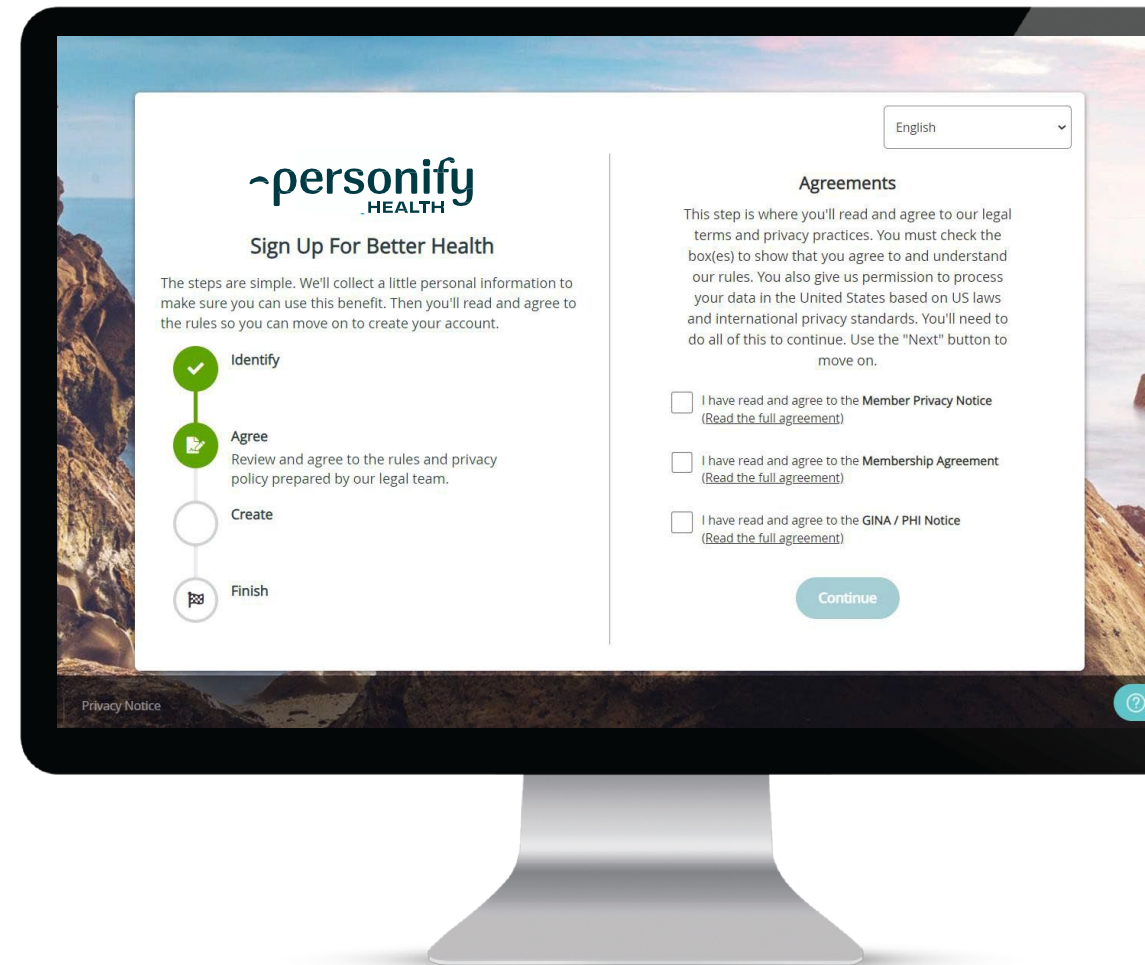 personify
HEALTH
Sign Up For Better Health
The steps are simple. We'll collect a little personal information to
make sure you can use this benefit. Then you'll read and agree to
the rules so you can move on to create your account.
Identify
Agree
Review and agree to the rules and privacy
policy prepared by our legal team.
Create
Finish
English
Agreements
This step is where you'll read and agree to our legal
terms and privacy practices. You must check the
box(es) to show that you agree to and understand
our rules. You also give us permission to process
your data in the United States based on US laws
and international privacy standards. You'll need to
do all of this to continue. Use the "Next" button to
move on.
I have read and agree to the Member Privacy Notice
(Read the full agreement)
I have read and agree to the Membership Agreement
(Read the full agreement)
I have read and agree to the GINA / PHI Notice
(Read the full agreement)
Continue
Privacy Notice
?